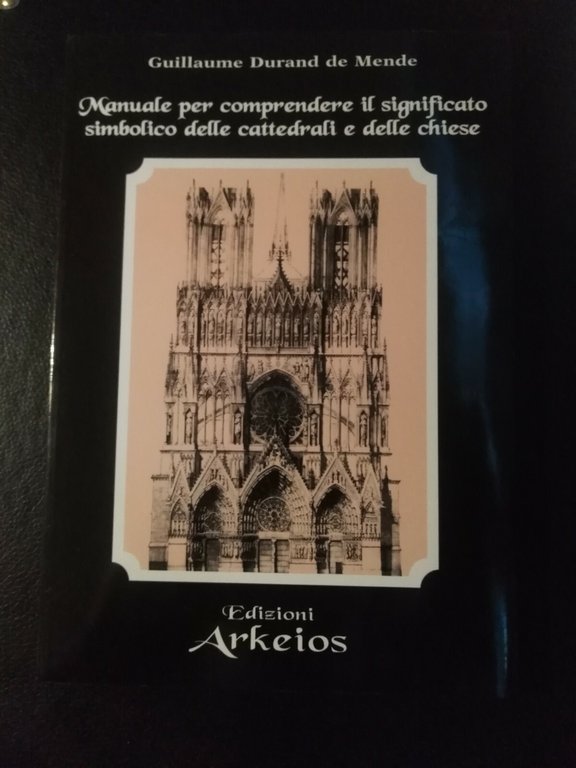 Guillaume Durand de Mende
Manuale per comprendere il significato
simbolico delle cattedrali e delle chiese
Edizioni
Arkeios